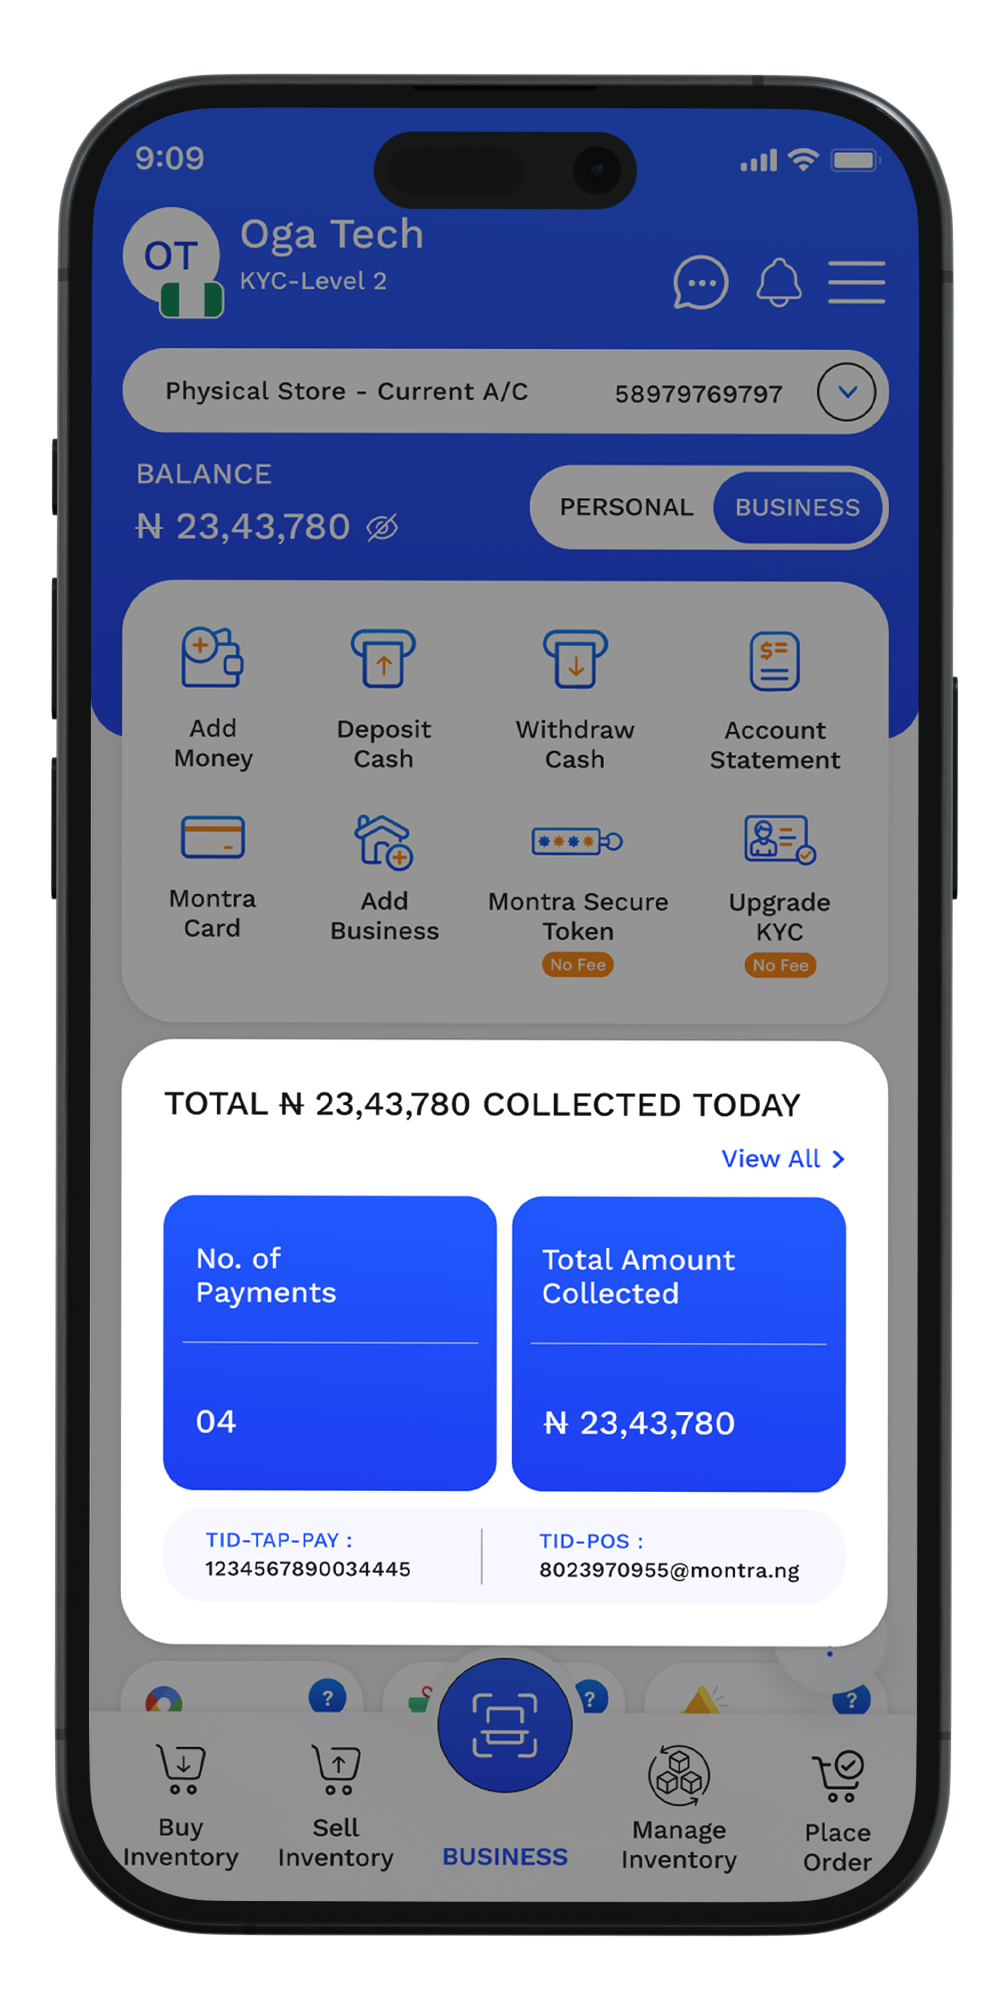 9:09
OT
Oga Tech
KYC-Level 2
Physical Store - Current A/C 58979769797
BALANCE
₦ 23,43,780
PERSONAL BUSINESS
Add Money
Deposit Cash
Withdraw Cash
Account Statement
Montra Card
Add Business
Montra Secure Token
No Fee
Upgrade KYC
No Fee
TOTAL ₦ 23,43,780 COLLECTED TODAY
View All >
No. of
Payments
04
Total Amount
Collected
₦ 23,43,780
TID-TAP-PAY :
1234567890034445
TID-POS :
8023970955@montra.ng
? ? ?
Buy
Inventory
Sell
Inventory
BUSINESS
Manage
Inventory
Place
Order